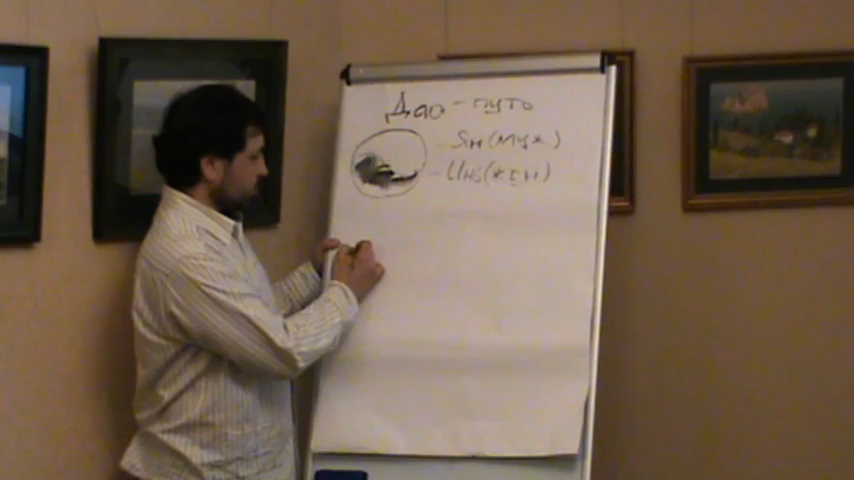 Дао - путь
- Ян (муж)
- Инь (жен)